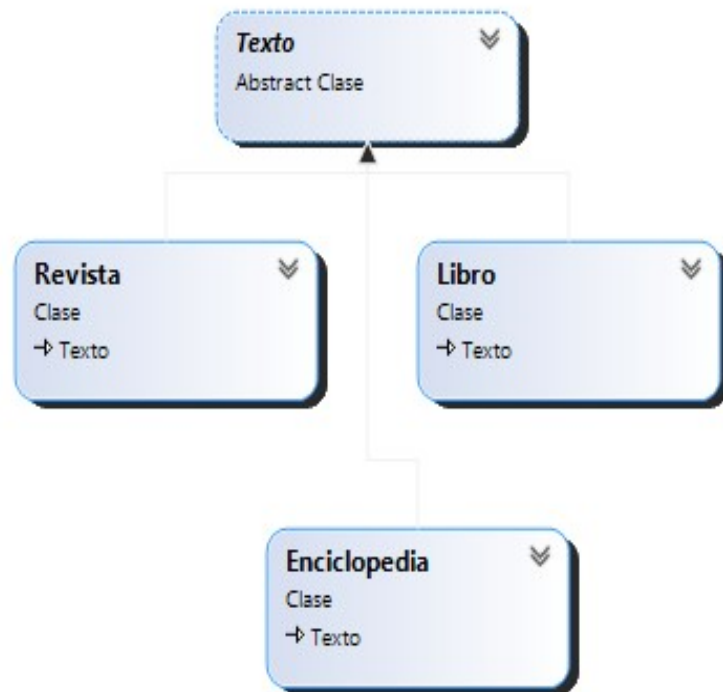 Texto
Abstract Clase
Revista
Clase
Texto
Libro
Clase
Texto
Enciclopedia
Clase
Texto